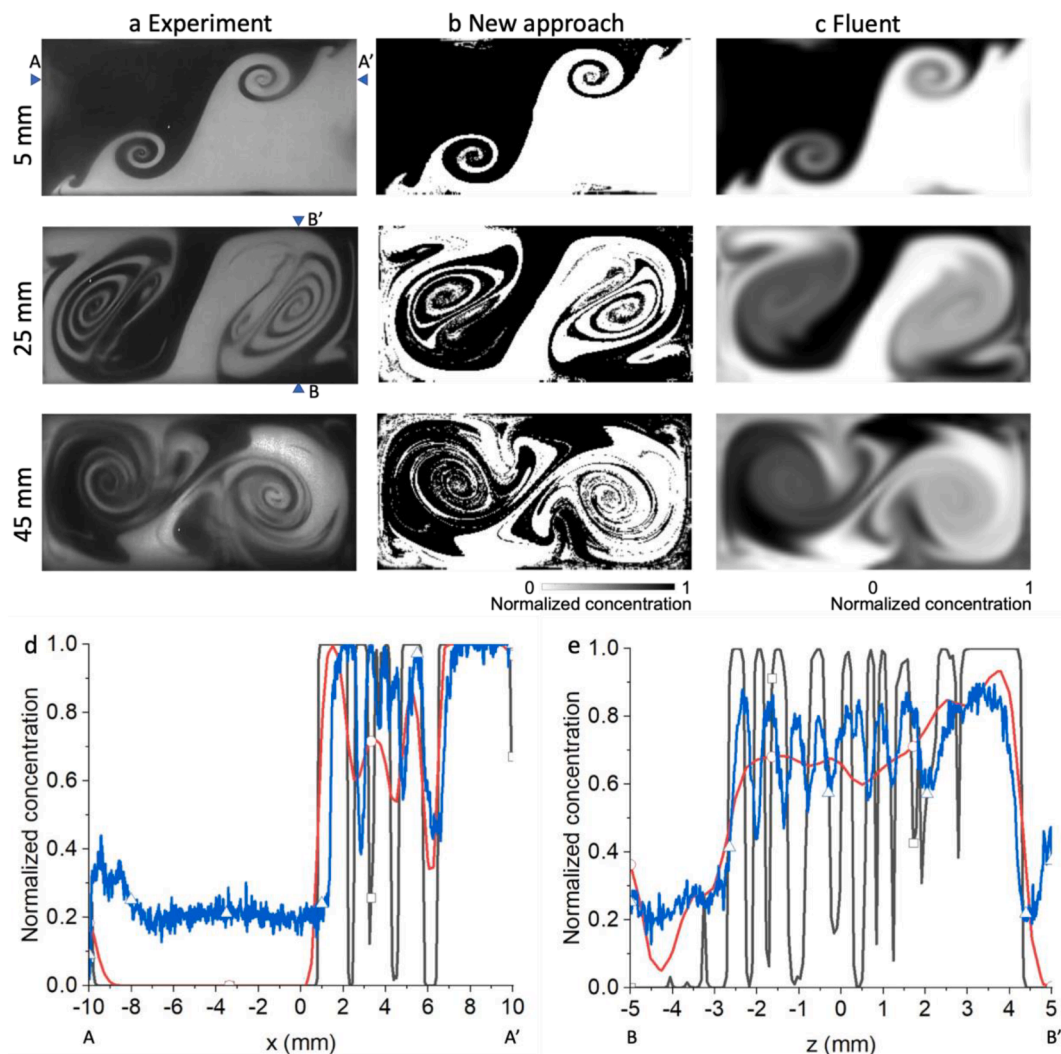 a Experiment
b New approach
c Fluent
A
A'
5 mm
B'
25 mm
B
45 mm
0 1
Normalized concentration
0 1
Normalized concentration
d
1.0
0.8
0.6
0.4
0.2
0.0
Normalized concentration
-10 -8 -6 -4 -2 0 2 4 6 8 10
A
x (mm)
A'
e
1.0
0.8
0.6
0.4
0.2
0.0
Normalized concentration
-5 -4 -3 -2 -1 0 1 2 3 4 5
B
z (mm)
B'